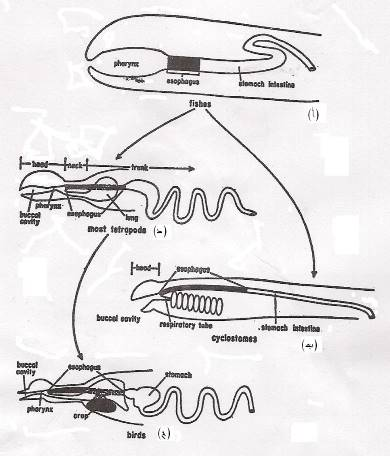 pharynx
esophagus
stomach intestine
fishes
(أ)
head neck trunk
buccal
cavity
pharynx
esophagus
lung
most tetropods
head
esophagus
buccal cavity
respiratory tube
stomach intestine
cyclostomes
buccal
cavity
esophagus
stomach
pharynx
crop
birds